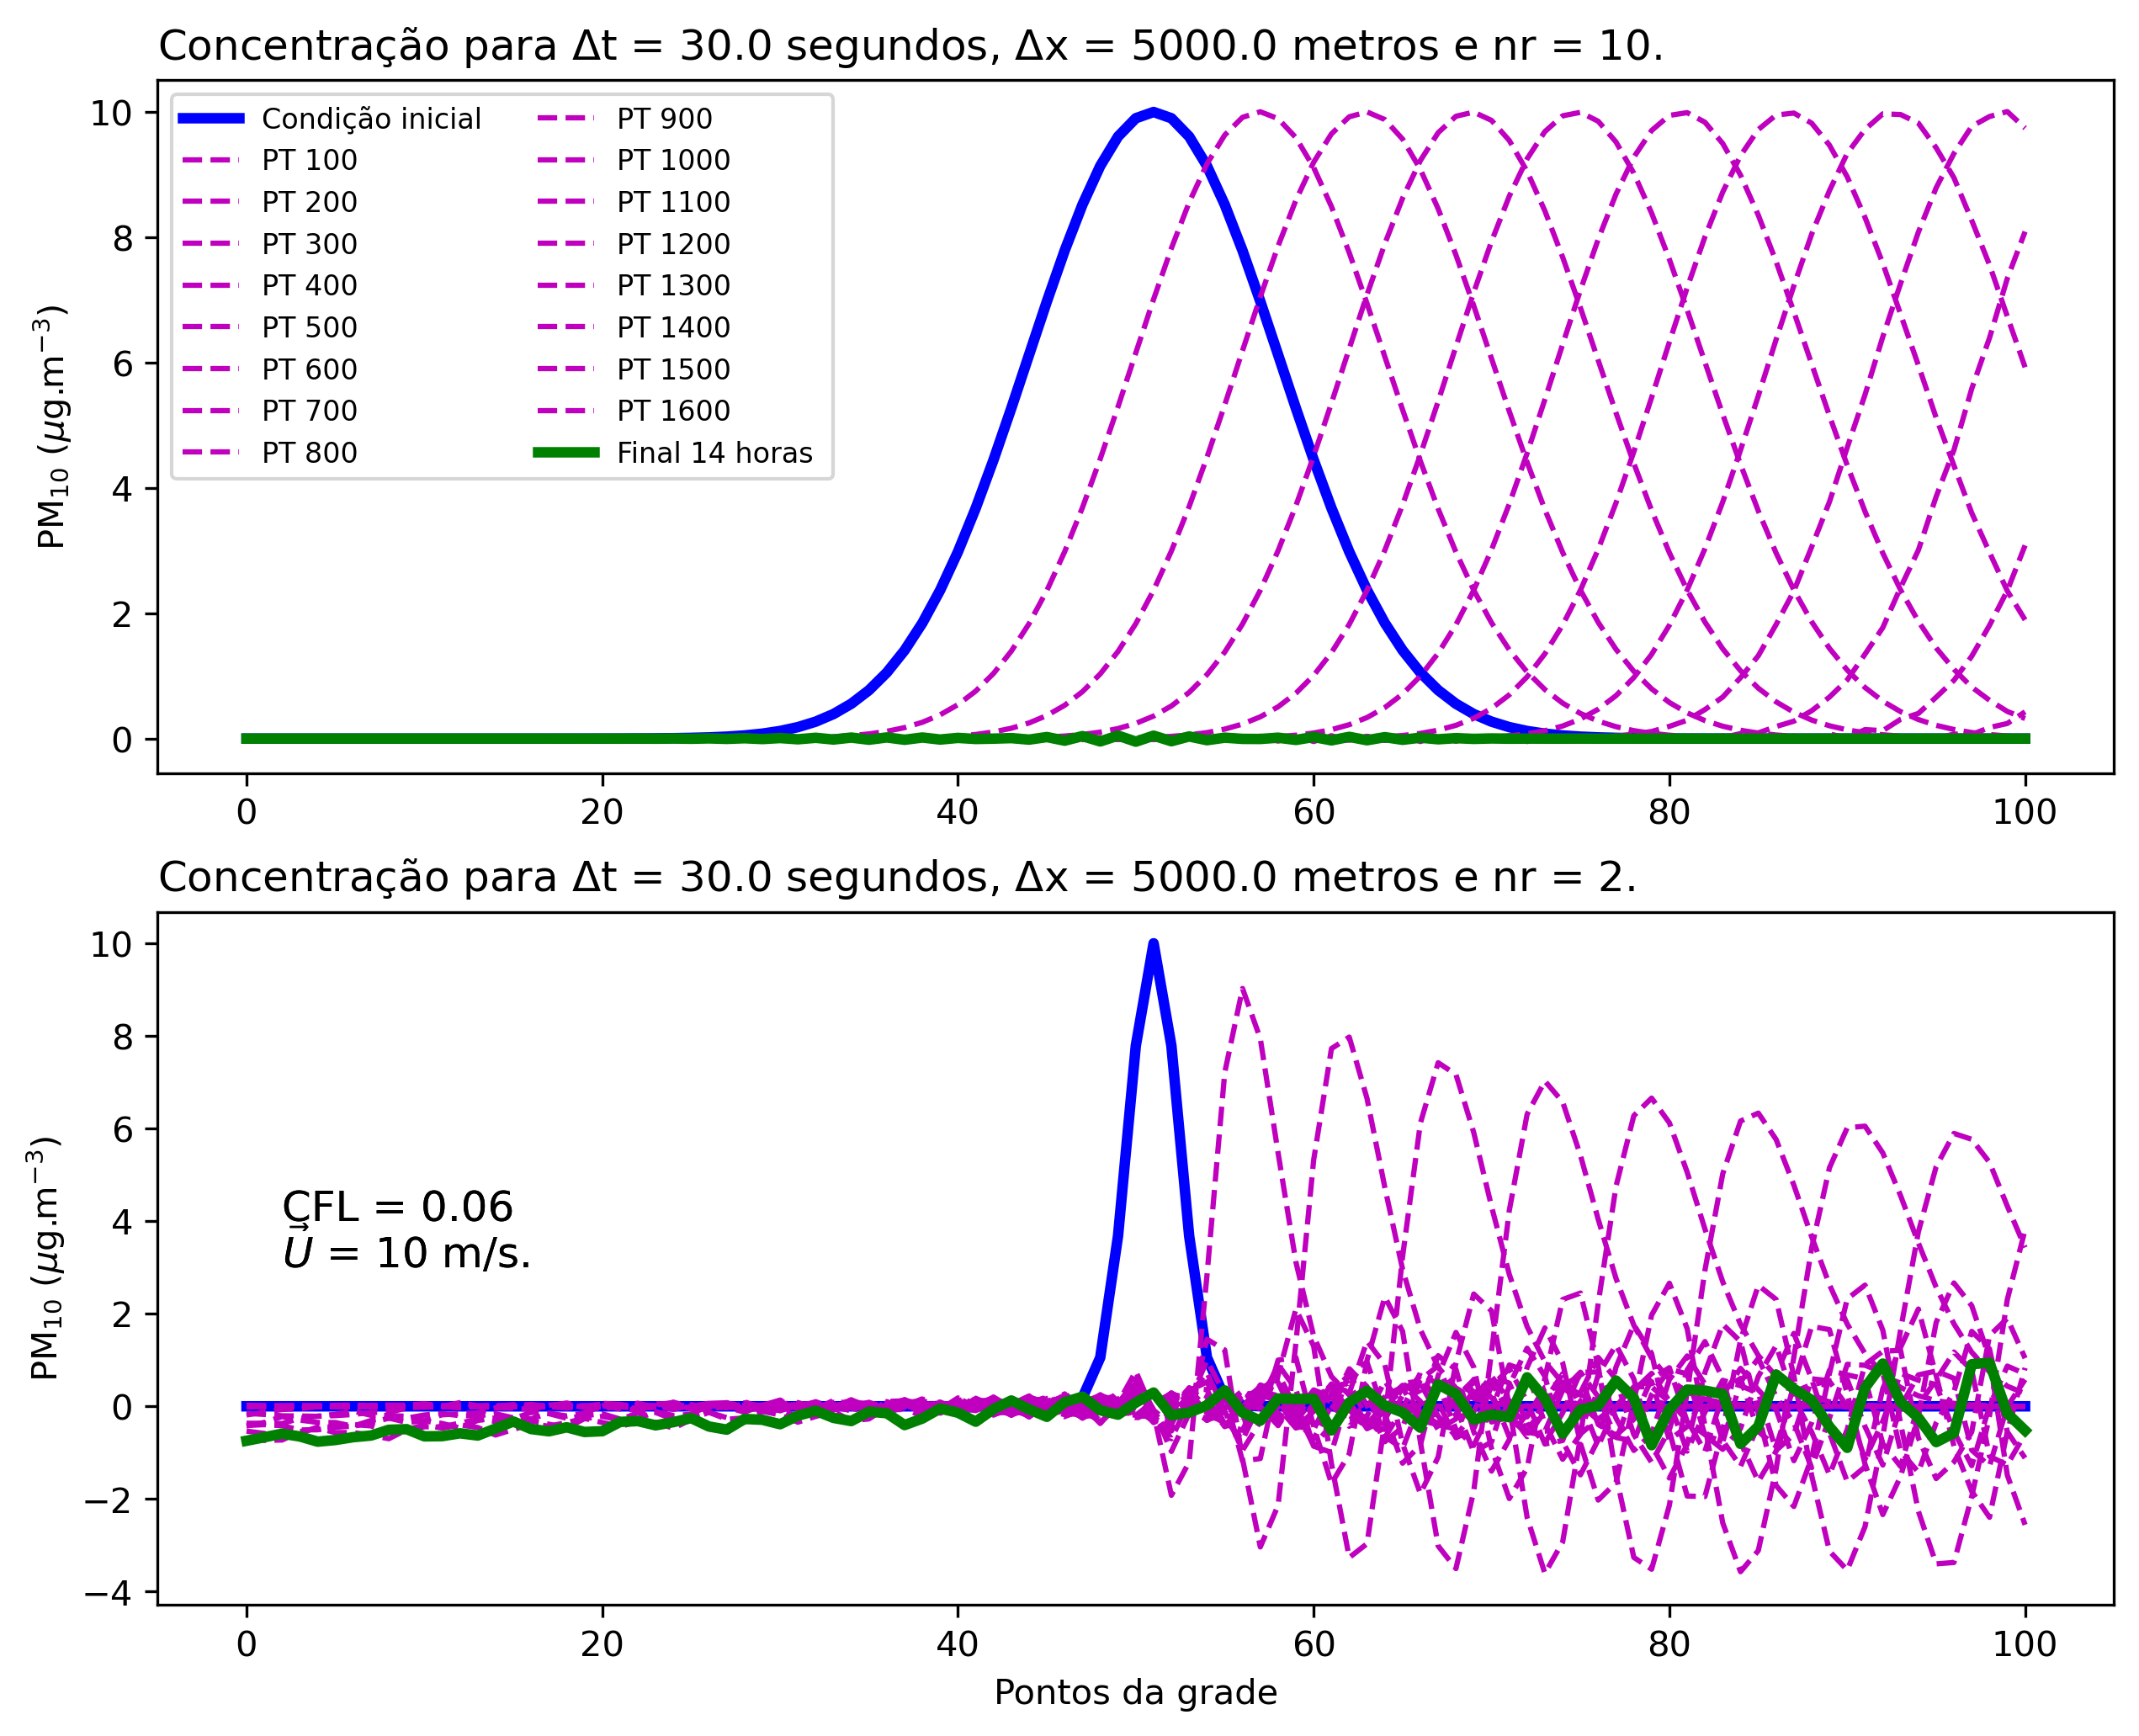 Concentração para Δt = 30.0 segundos, Δx = 5000.0 metros e nr = 10.
10
8
6
4
2
0
PM₁₀ (μg.m⁻³)
Condição inicial
PT 100
PT 200
PT 300
PT 400
PT 500
PT 600
PT 700
PT 800
PT 900
PT 1000
PT 1100
PT 1200
PT 1300
PT 1400
PT 1500
PT 1600
Final 14 horas
0 20 40 60 80 100
Concentração para Δt = 30.0 segundos, Δx = 5000.0 metros e nr = 2.
10
8
6
4
2
0
−2
−4
PM₁₀ (μg.m⁻³)
CFL = 0.06
U⃗ = 10 m/s.
0 20 40 60 80 100
Pontos da grade